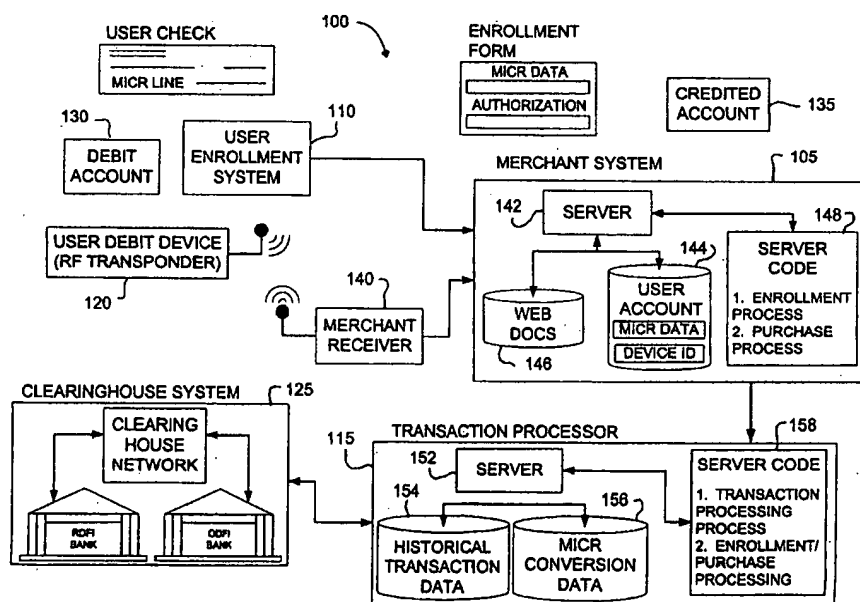 USER CHECK
MICR LINE
100
ENROLLMENT
FORM
MICR DATA
AUTHORIZATION
CREDITED
ACCOUNT
135
130
DEBIT
ACCOUNT
110
USER
ENROLLMENT
SYSTEM
MERCHANT SYSTEM
105
142
SERVER
148
SERVER
CODE
1. ENROLLMENT
PROCESS
2. PURCHASE
PROCESS
144
USER
ACCOUNT
MICR DATA
DEVICE ID
WEB
DOCS
146
USER DEBIT DEVICE
(RF TRANSPONDER)
120
140
MERCHANT
RECEIVER
CLEARINGHOUSE SYSTEM
125
CLEARING
HOUSE
NETWORK
RDFI
BANK
ODFI
BANK
TRANSACTION PROCESSOR
115
152
SERVER
158
SERVER CODE
1. TRANSACTION
PROCESSING
PROCESS
2. ENROLLMENT/
PURCHASE
PROCESSING
154
HISTORICAL
TRANSACTION
DATA
156
MICR
CONVERSION
DATA